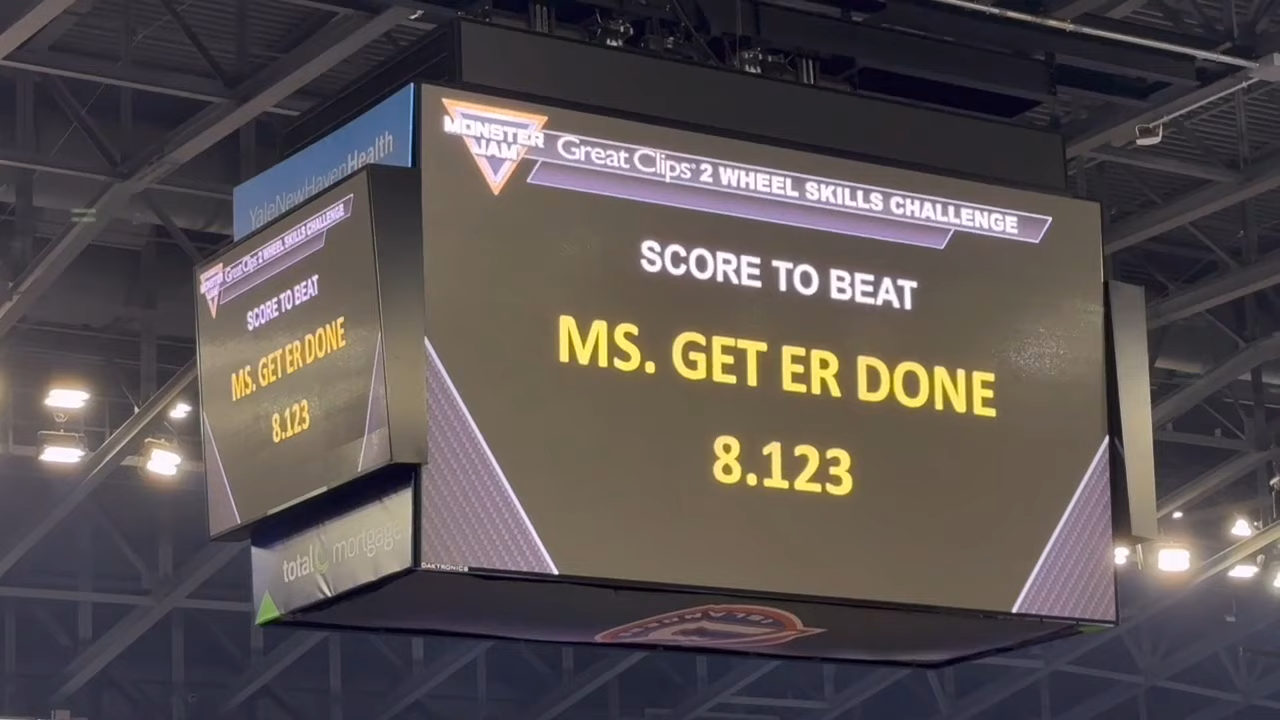 YaleNewHavenHealth
MONSTER
JAM
Great Clips 2 WHEEL SKILLS CHALLENGE
SCORE TO BEAT
MS. GET ER DONE
8.123
MONSTER
JAM
Great Clips® 2 WHEEL SKILLS CHALLENGE
SCORE TO BEAT
MS. GET ER DONE
8.123
total mortgage
DAKTRONICS
ISLANDERS